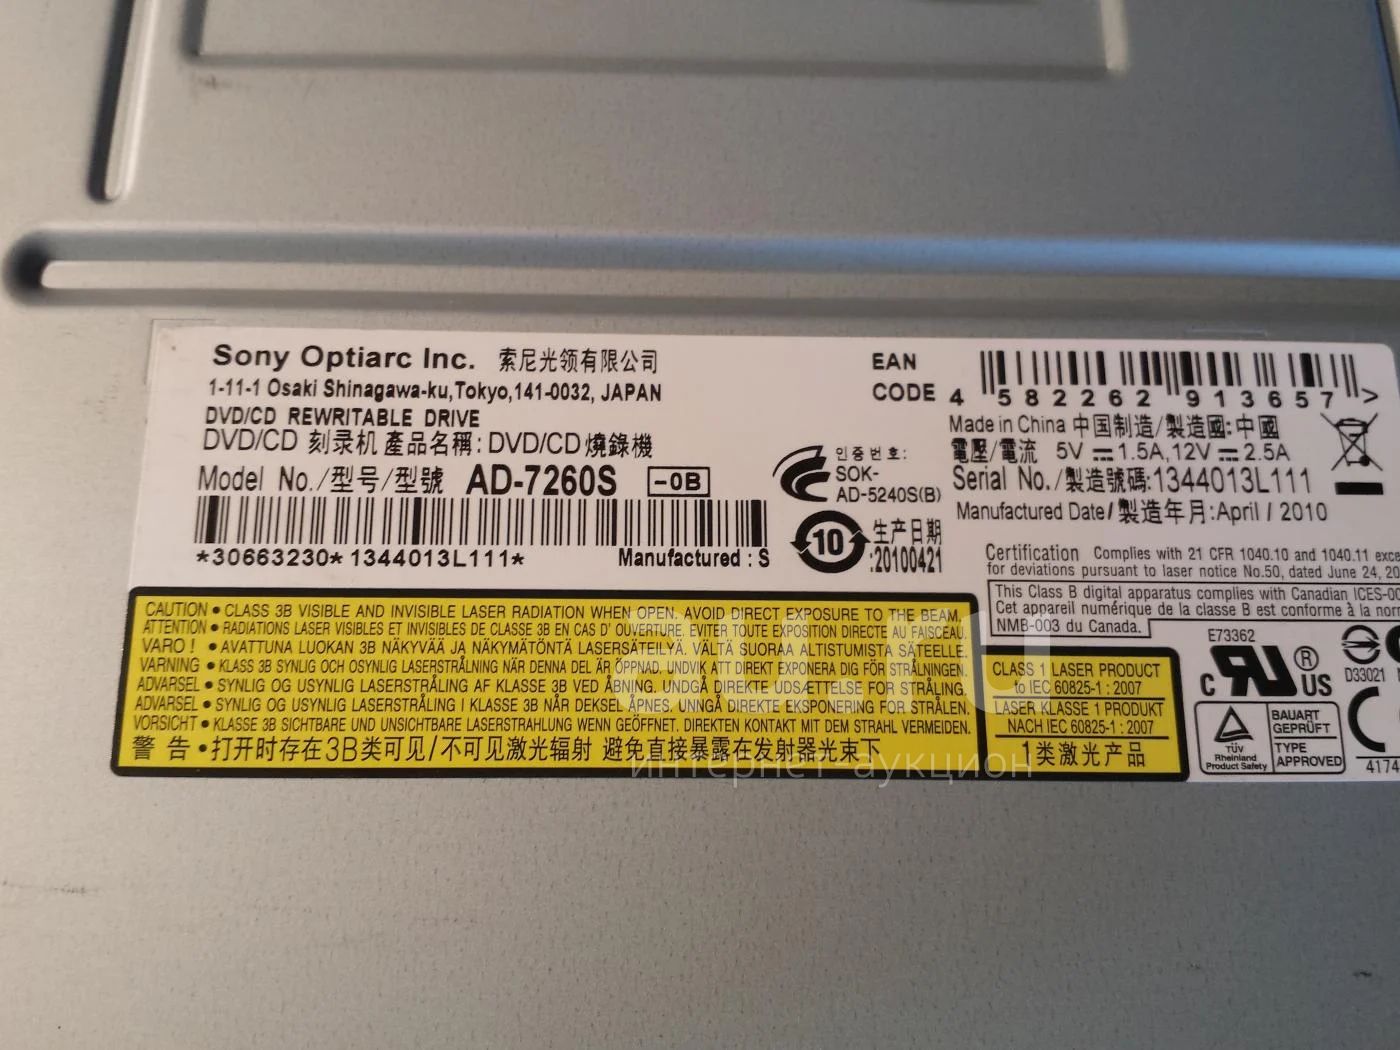 Sony Optiarc Inc. 索尼光领有限公司
1-11-1 Osaki Shinagawa-ku,Tokyo,141-0032, JAPAN
DVD/CD REWRITABLE DRIVE
DVD/CD 刻录机 產品名稱: DVD/CD燒錄機
Model No./型号/型號 AD-7260S -0B
*30663230*1344013L111*
Manufactured : S
인증번호:
SOK-
AD-5240S(B)
10 生产日期
:20100421
EAN
CODE 4 582262 913657 >
Made in China 中国制造/製造國:中國
電壓/電流 5V 1.5A,12V 2.5A
Serial No./製造號碼:1344013L111
Manufactured Date/製造年月:April / 2010
Certification Complies with 21 CFR 1040.10 and 1040.11
for deviations pursuant to laser notice No.50, dated June 24,
This Class B digital apparatus complies with Canadian
Cet appareil numérique de la classe B est conforme à la
NMB-003 du Canada.
CAUTION • CLASS 3B VISIBLE AND INVISIBLE LASER RADIATION WHEN OPEN. AVOID DIRECT EXPOSURE TO THE BEAM.
ATTENTION • RADIATIONS LASER VISIBLES ET INVISIBLES DE CLASSE 3B EN CAS D' OUVERTURE. EVITER TOUTE EXPOSITION DIRECTE AU FAISCEAU.
VARO ! • AVATTUNA LUOKAN 3B NÄKYVÄÄ JA NÄKYMÄTÖNTÄ LASERSÄTEILYÄ. VÄLTÄ SUORAA ALTISTUMISTA SÄTEELLE.
VARNING • KLASS 3B SYNLIG OCH OSYNLIG LASERSTRÅLNING NÄR DENNA DEL ÄR ÖPPNAD. UNDVIK ATT DIREKT EXPONERA DIG FÖR STRÅLNINGEN.
ADVARSEL • SYNLIG OG USYNLIG LASERSTRÅLING AF KLASSE 3B VED ÅBNING. UNDGÅ DIREKTE UDSÆTTELSE FOR STRÅLING.
ADVARSEL • SYNLIG OG USYNLIG LASERSTRÅLING I KLASSE 3B NÅR DEKSEL ÅPNES. UNNGÅ DIREKTE EKSPONERING FOR STRÅLEN.
VORSICHT • KLASSE 3B SICHTBARE UND UNSICHTBARE LASERSTRAHLUNG WENN GEÖFFNET. DIREKTEN KONTAKT MIT DEM STRAHL VERMEIDEN.
警 告 • 打开时存在3B类可见/不可见激光辐射 避免直接暴露在发射器光束下
CLASS 1 LASER PRODUCT
to IEC 60825-1 : 2007
LASER KLASSE 1 PRODUKT
NACH IEC 60825-1 : 2007
1类激光产品
E73362
c RU ® US
TÜV
Rheinland
Product Safety
BAUART
GEPRÜFT
TYPE
APPROVED
D33021
4174
au.ru
интернет-аукцион